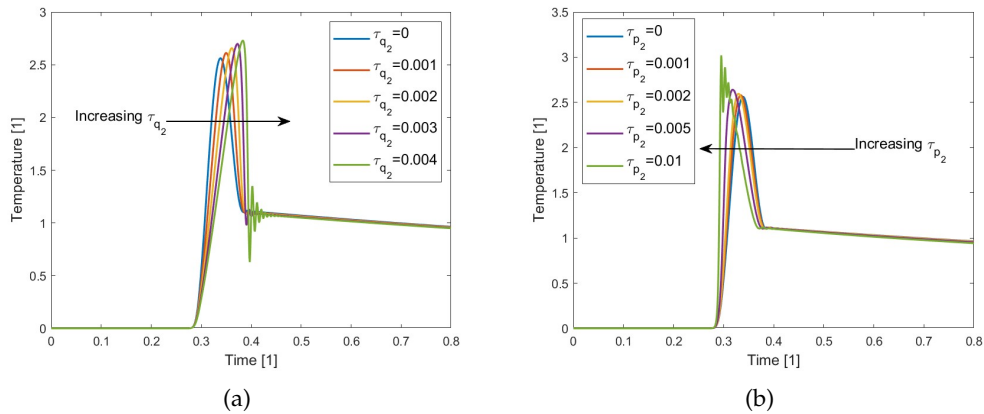 3
2.5
2
1.5
1
0.5
0
Temperature [1]
0 0.1 0.2 0.3 0.4 0.5 0.6 0.7 0.8
Time [1]
Increasing τq2
τq2=0
τq2=0.001
τq2=0.002
τq2=0.003
τq2=0.004
(a)
3.5
3
2.5
2
1.5
1
0.5
0
Temperature [1]
0 0.1 0.2 0.3 0.4 0.5 0.6 0.7 0.8
Time [1]
τp2=0
τp2=0.001
τp2=0.002
τp2=0.005
τp2=0.01
Increasing τp2
(b)